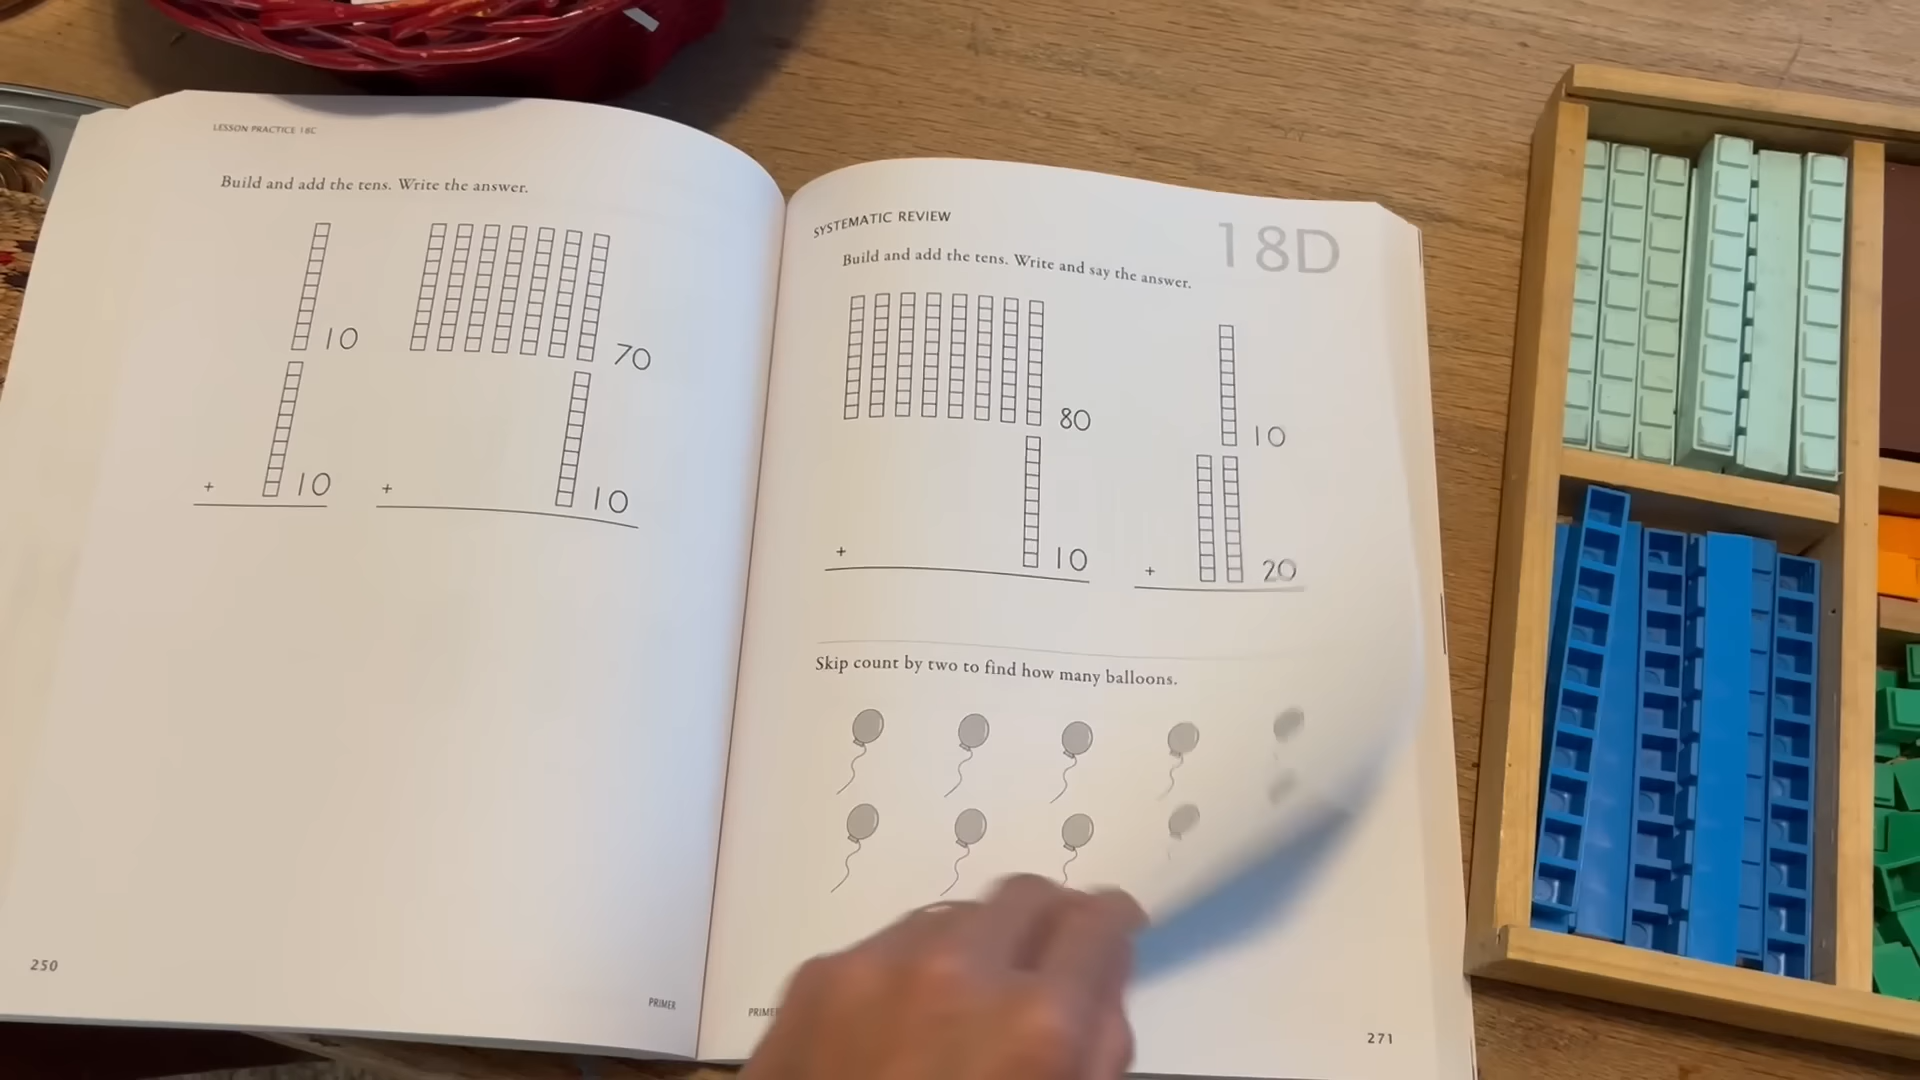 LESSON PRACTICE 18C
Build and add the tens. Write the answer.
10
70
+ 10
+ 10
250
PRIMER
SYSTEMATIC REVIEW
18D
Build and add the tens. Write and say the answer.
80
10
+ 10
+ 20
Skip count by two to find how many balloons.
PRIME
271